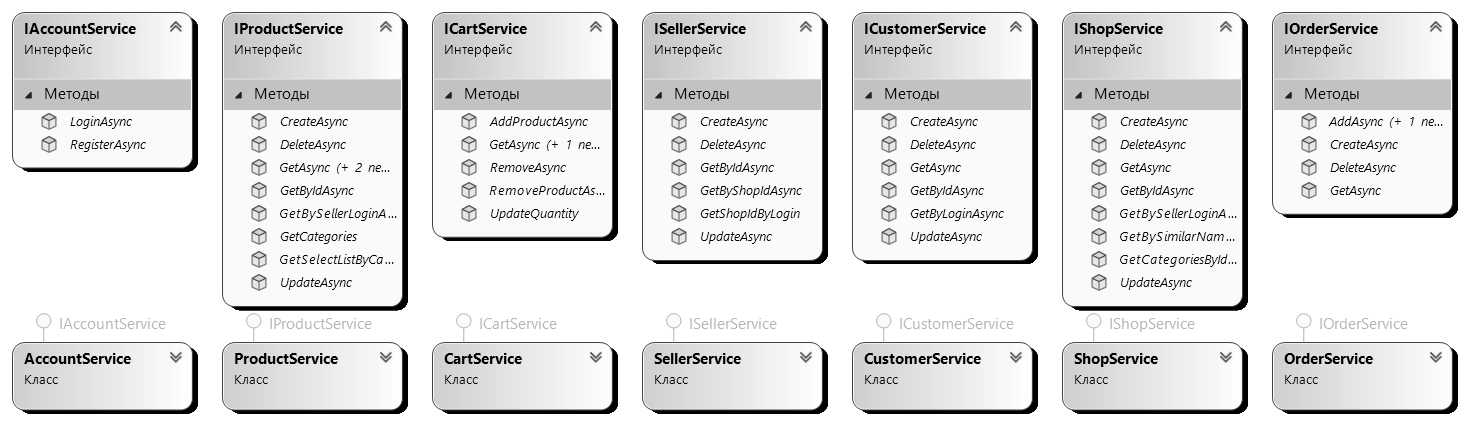 IAccountService
Интерфейс
Методы
LoginAsync
RegisterAsync
IProductService
Интерфейс
Методы
CreateAsync
DeleteAsync
GetAsync (+ 2 пе...
GetByIdAsync
GetBySellerLoginA...
GetCategories
GetSelectListByCa...
UpdateAsync
ICartService
Интерфейс
Методы
AddProductAsync
GetAsync (+ 1 пе...
RemoveAsync
RemoveProductAs...
UpdateQuantity
ISellerService
Интерфейс
Методы
CreateAsync
DeleteAsync
GetByIdAsync
GetByShopIdAsync
GetShopIdByLogin
UpdateAsync
ICustomerService
Интерфейс
Методы
CreateAsync
DeleteAsync
GetAsync
GetByIdAsync
GetByLoginAsync
UpdateAsync
IShopService
Интерфейс
Методы
CreateAsync
DeleteAsync
GetAsync
GetByIdAsync
GetBySellerLoginA...
GetBySimilarNam...
GetCategoriesById...
UpdateAsync
IOrderService
Интерфейс
Методы
AddAsync (+ 1 пе...
CreateAsync
DeleteAsync
GetAsync
IAccountService
AccountService
Класс
IProductService
ProductService
Класс
ICartService
CartService
Класс
ISellerService
SellerService
Класс
ICustomerService
CustomerService
Класс
IShopService
ShopService
Класс
IOrderService
OrderService
Класс